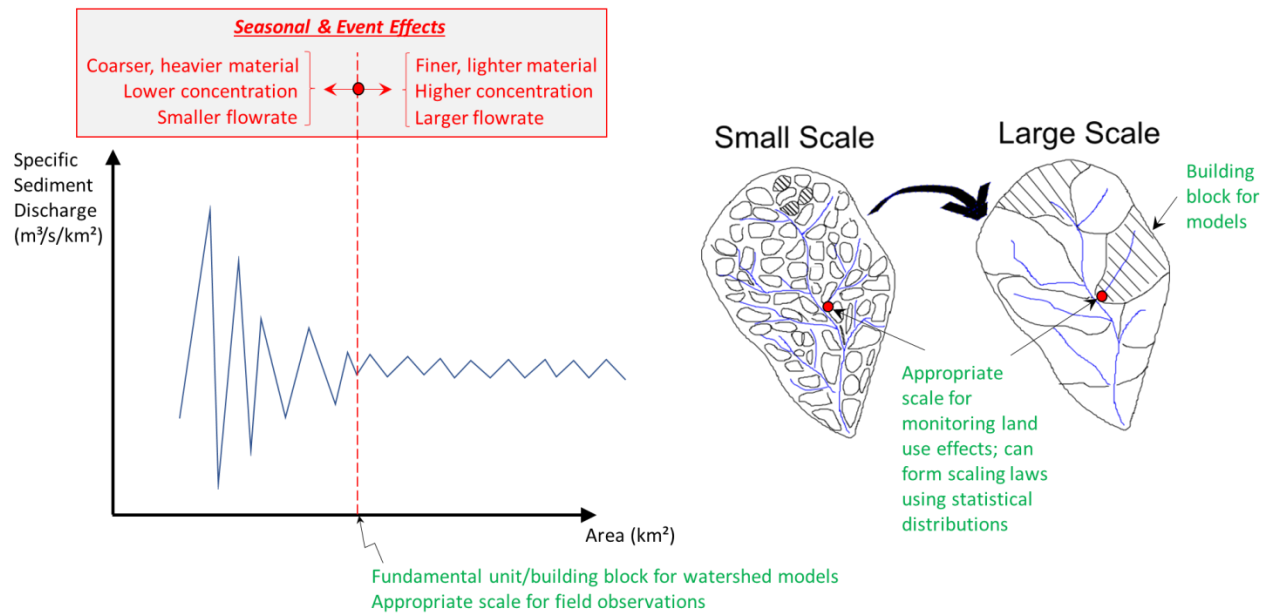 Seasonal & Event Effects
Coarser, heavier material
Lower concentration
Smaller flowrate
Finer, lighter material
Higher concentration
Larger flowrate
Specific
Sediment
Discharge
(m³/s/km²)
Area (km²)
Fundamental unit/building block for watershed models
Appropriate scale for field observations
Small Scale
Large Scale
Building
block for
models
Appropriate
scale for
monitoring land
use effects; can
form scaling laws
using statistical
distributions